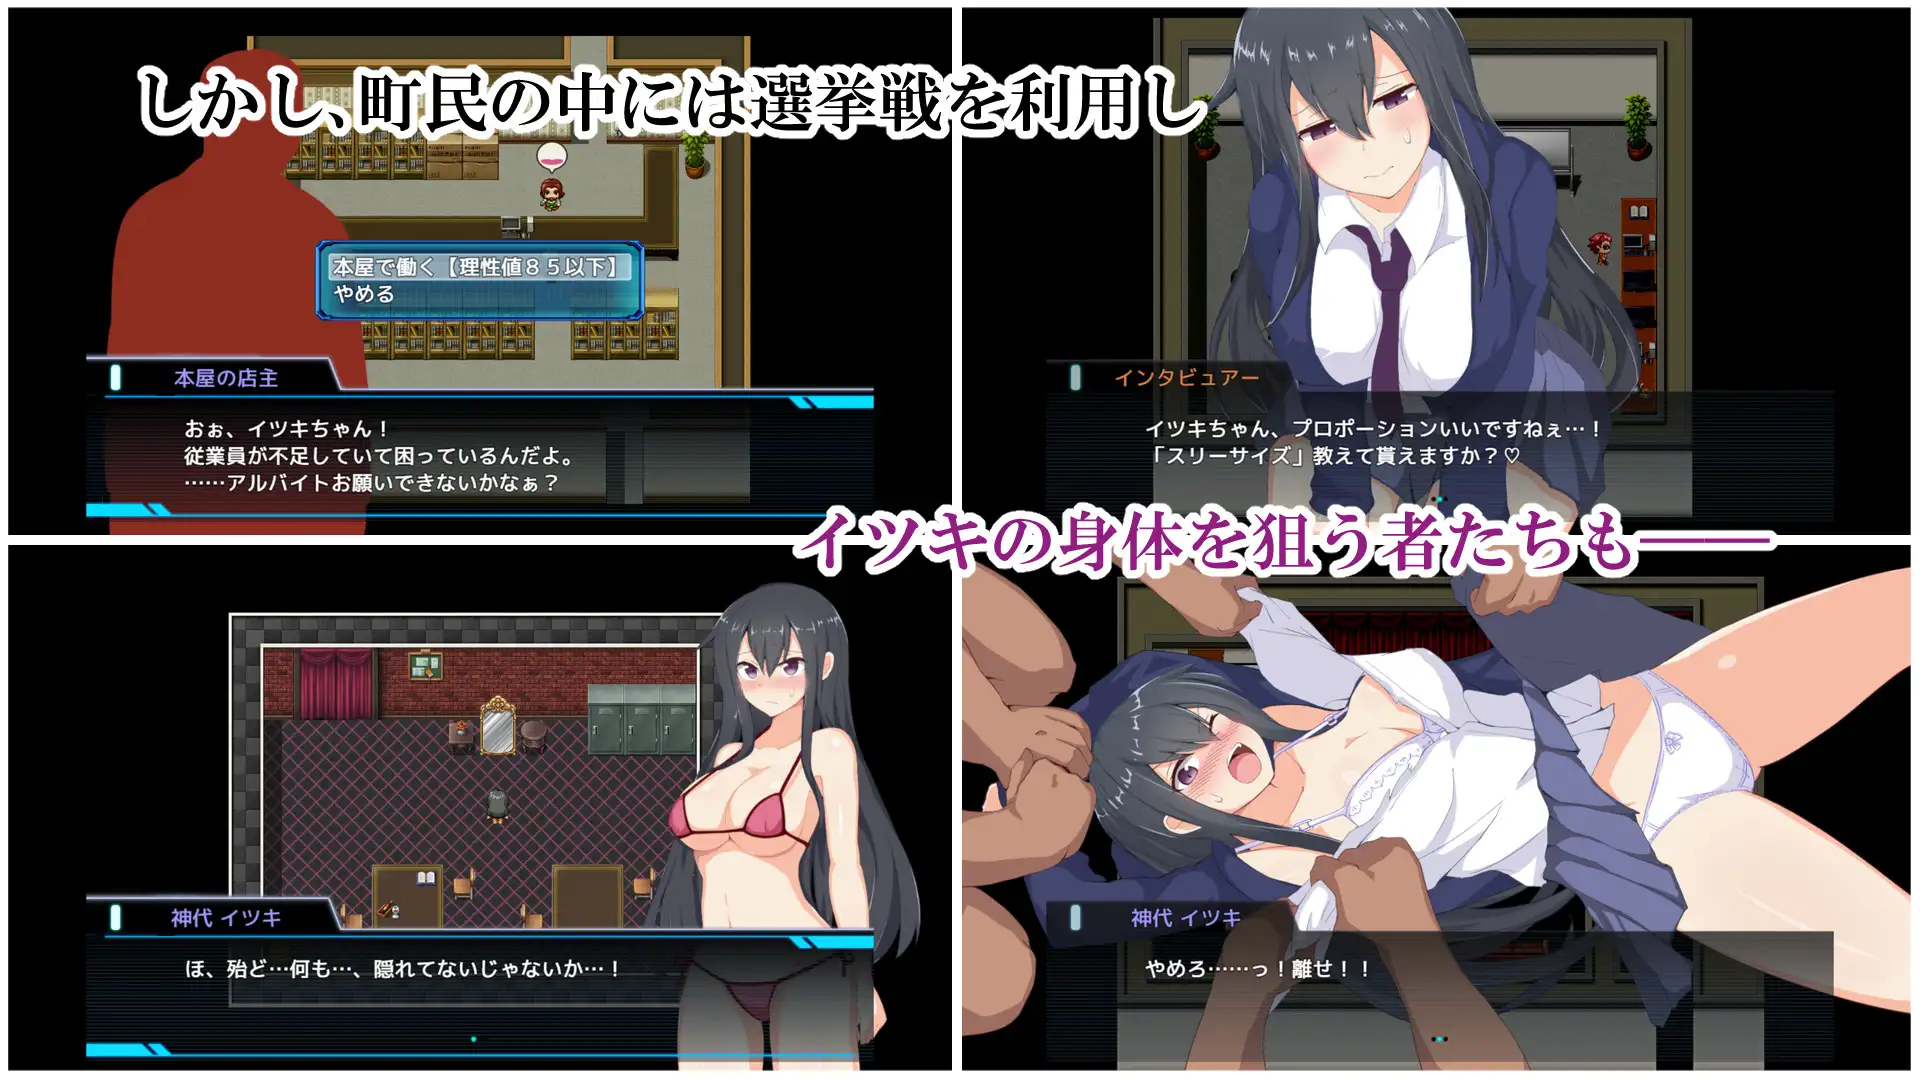 しかし、町民の中には選挙戦を利用し
本屋で働く【理性値８５以下】
やめる
本屋の店主
おぉ、イツキちゃん！
従業員が不足していて困っているんだよ。
……アルバイトお願いできないかなぁ？
インタビュアー
イツキちゃん、プロポーションいいですねぇ…！
「スリーサイズ」教えて貰えますか？♡
イツキの身体を狙う者たちも――
神代 イツキ
ほ、殆ど…何も…、隠れてないじゃないか…！
神代 イツキ
やめろ……っ！離せ！！